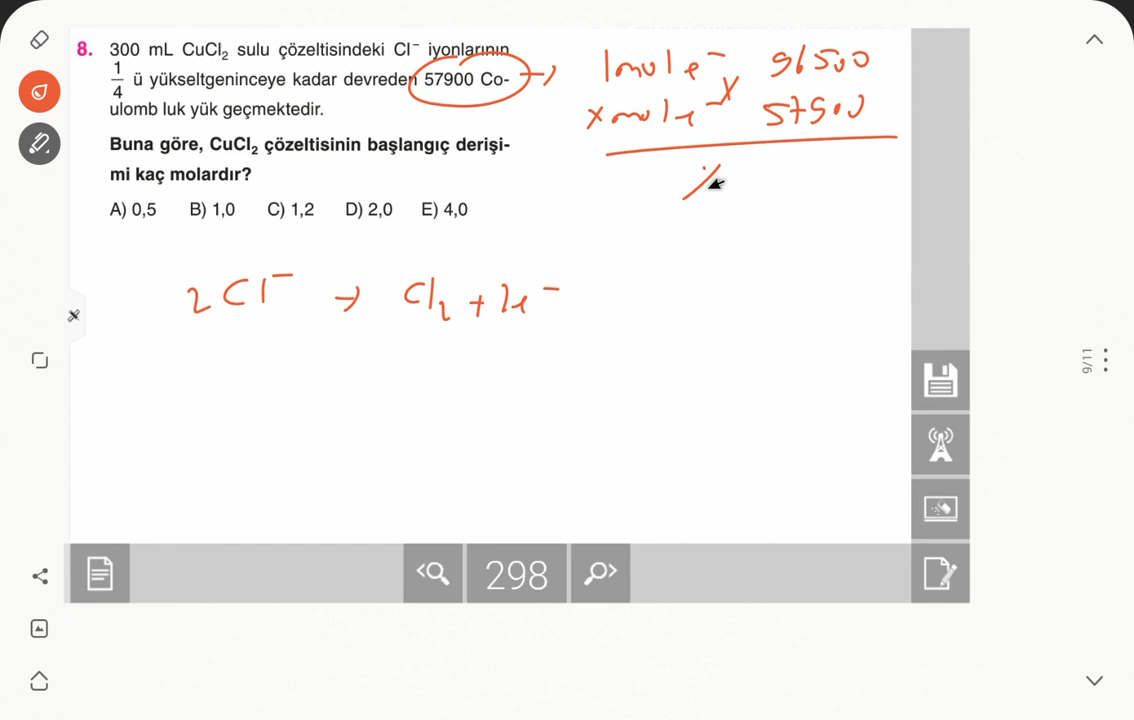 8. 300 mL CuCl₂ sulu çözeltisindeki Cl⁻ iyonlarının
1/4 ü yükseltgeninceye kadar devreden 57900 Co-
ulomb luk yük geçmektedir.
Buna göre, CuCl₂ çözeltisinin başlangıç derişi-
mi kaç molardır?
A) 0,5 B) 1,0 C) 1,2 D) 2,0 E) 4,0
1 mol e⁻ 96500
x mol e⁻ 57900
2Cl⁻ → Cl₂ + 2e⁻
9/11
298